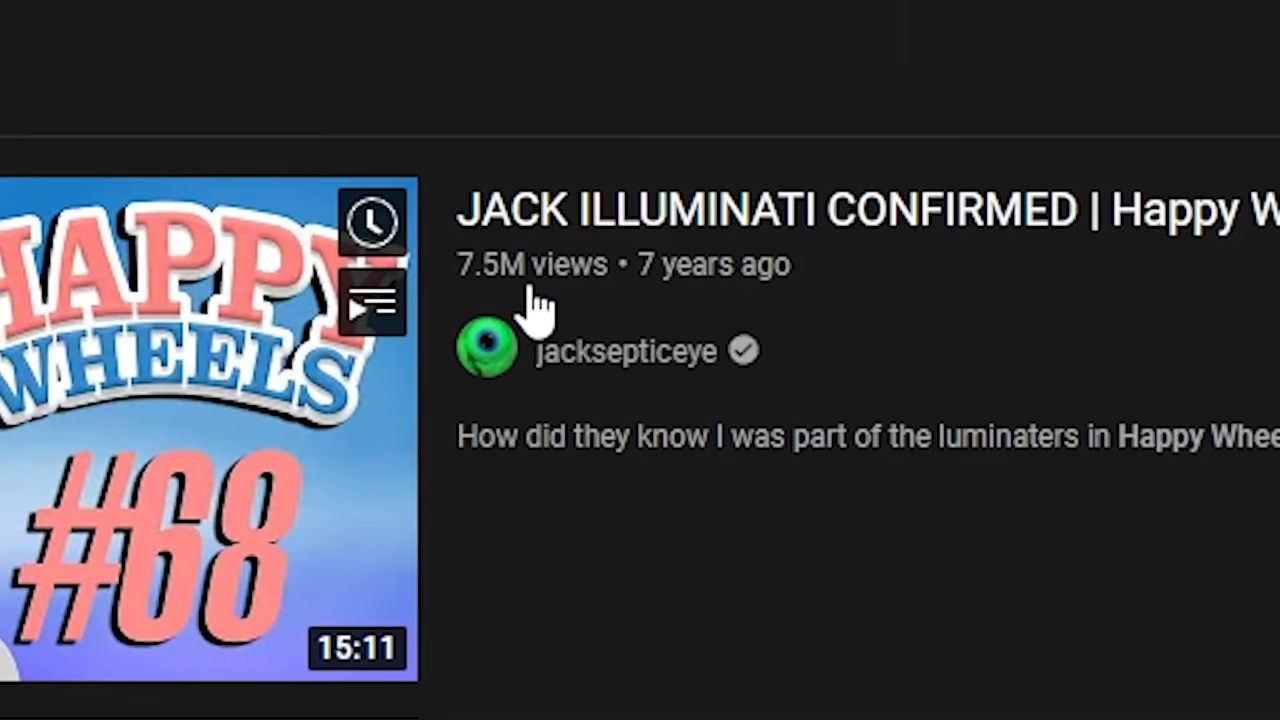 HAPPY
WHEELS
#68
15:11
JACK ILLUMINATI CONFIRMED | Happy W
7.5M views • 7 years ago
jacksepticeye
How did they know I was part of the luminaters in Happy Whee